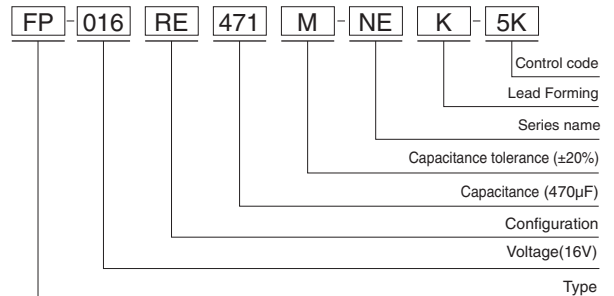 FP-016 RE 471 M-NE K-5K
Control code
Lead Forming
Series name
Capacitance tolerance (±20%)
Capacitance (470µF)
Configuration
Voltage(16V)
Type